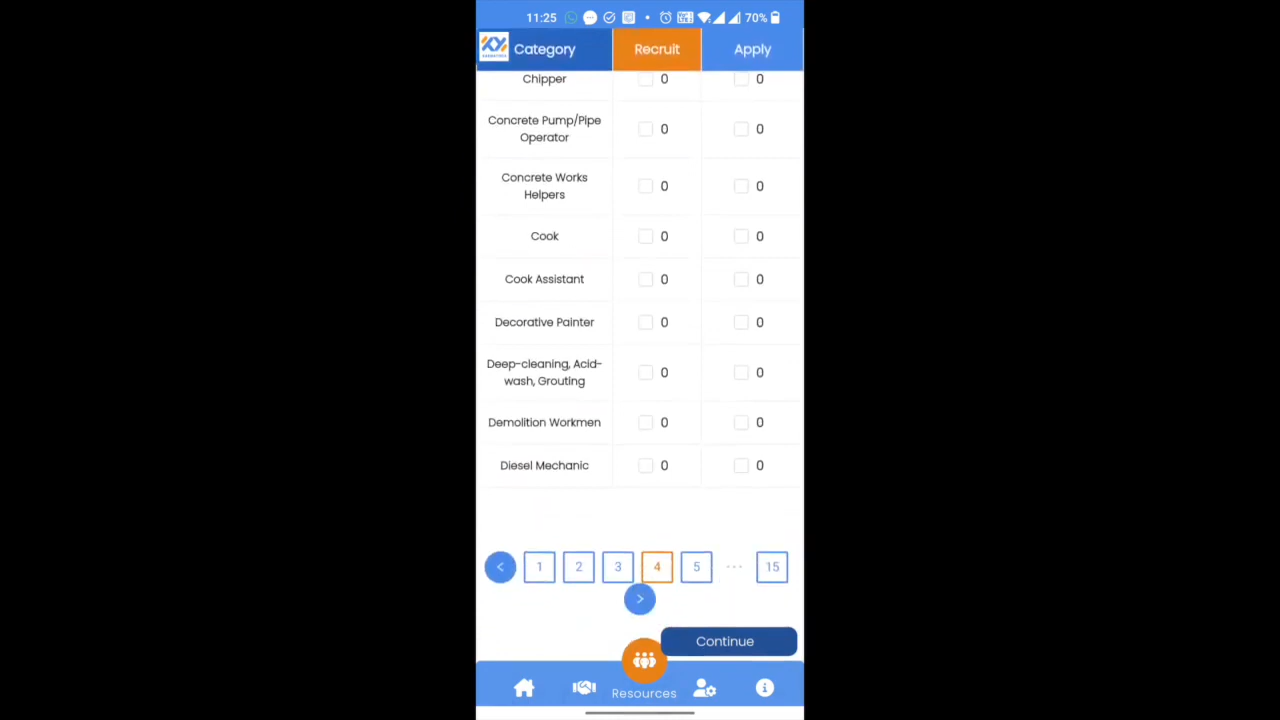 11:25 70%
Category Recruit Apply
Chipper 0 0
Concrete Pump/Pipe
Operator 0 0
Concrete Works
Helpers 0 0
Cook 0 0
Cook Assistant 0 0
Decorative Painter 0 0
Deep-cleaning, Acid-
wash, Grouting 0 0
Demolition Workmen 0 0
Diesel Mechanic 0 0
< 1 2 3 4 5 ... 15
>
Continue
Resources